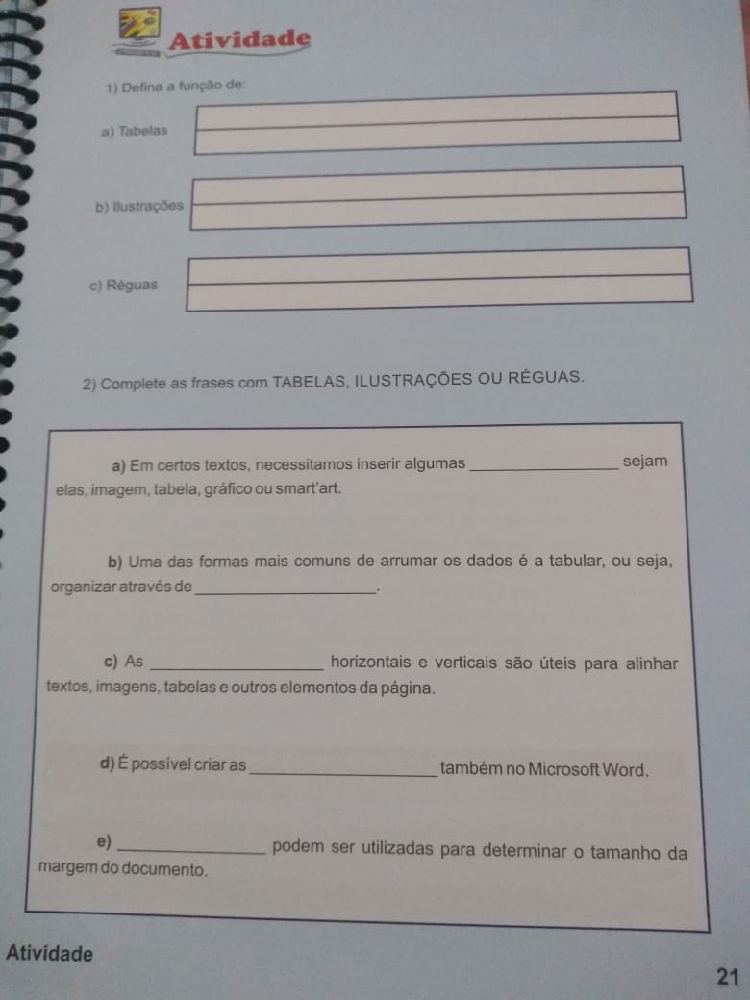 Atividade
1) Defina a função de:
a) Tabelas
b) Ilustrações
c) Réguas
2) Complete as frases com TABELAS, ILUSTRAÇÕES OU RÉGUAS.
a) Em certos textos, necessitamos inserir algumas ______________ sejam
elas, imagem, tabela, gráfico ou smart'art.
b) Uma das formas mais comuns de arrumar os dados é a tabular, ou seja,
organizar através de ________________.
c) As ________________ horizontais e verticais são úteis para alinhar
textos, imagens, tabelas e outros elementos da página.
d) É possível criar as ________________ também no Microsoft Word.
e) ______________ podem ser utilizadas para determinar o tamanho da
margem do documento.
Atividade
21